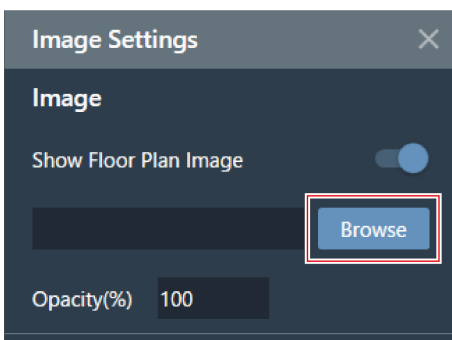 Image Settings
Image
Show Floor Plan Image
Browse
Opacity(%) 100